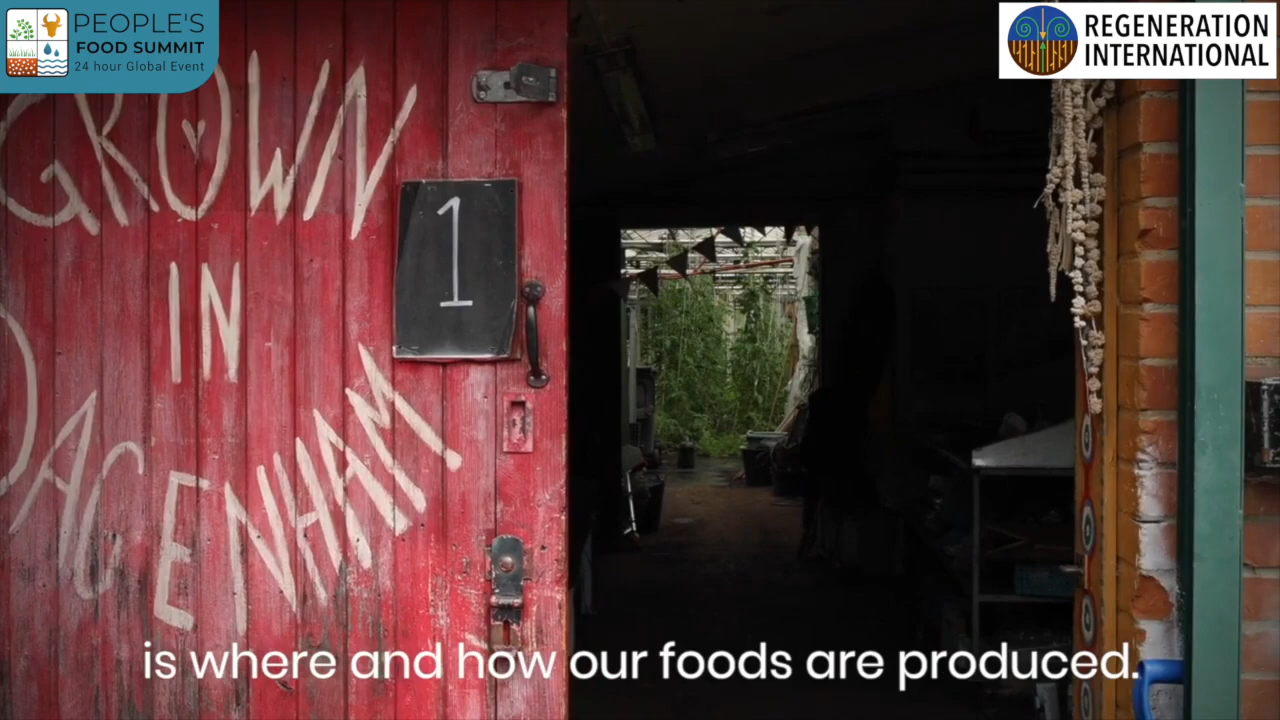 PEOPLE'S
FOOD SUMMIT
24 hour Global Event
REGENERATION
INTERNATIONAL
GROWN
IN
DAGENHAM
1
is where and how our foods are produced.